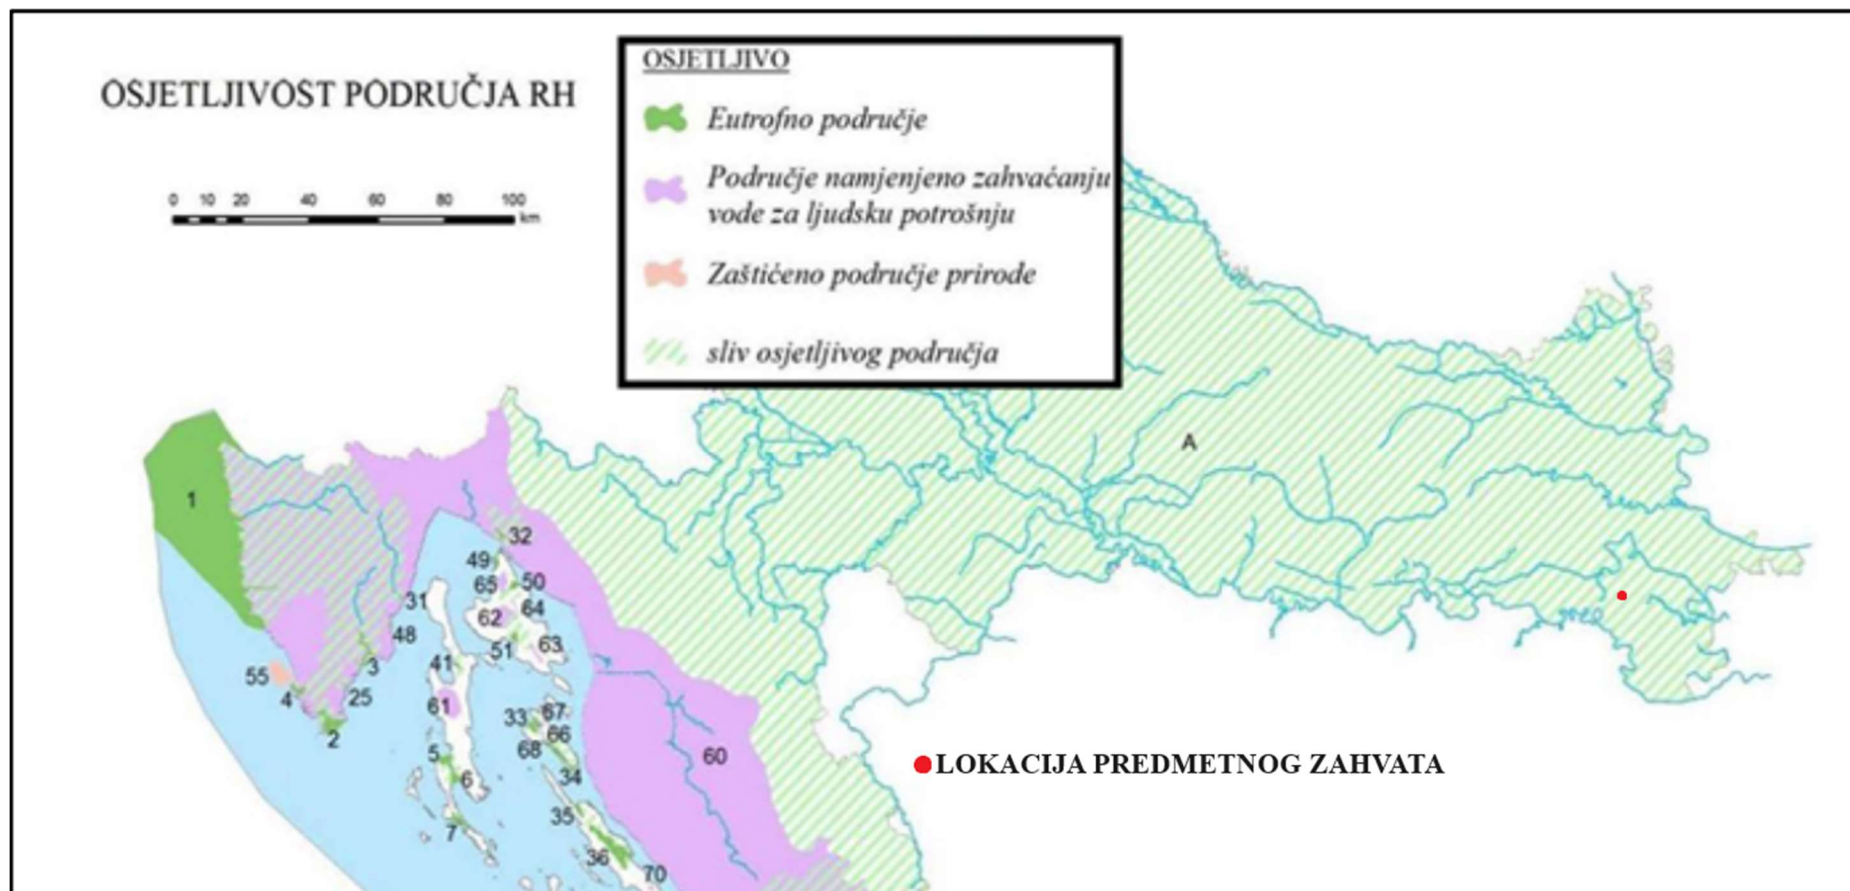 OSJETLJIVOST PODRUČJA RH
0 10 20 40 60 80 100
km
OSJETLJIVO
Eutrofno područje
Područje namjenjeno zahvaćanju
vode za ljudsku potrošnju
Zaštićeno područje prirode
sliv osjetljivog područja
A
1
32
49
65
50
31
62
64
48
51
63
41
3
55
4
25
61
2
33
67
66
5
68
60
6
34
35
7
36
70
LOKACIJA PREDMETNOG ZAHVATA